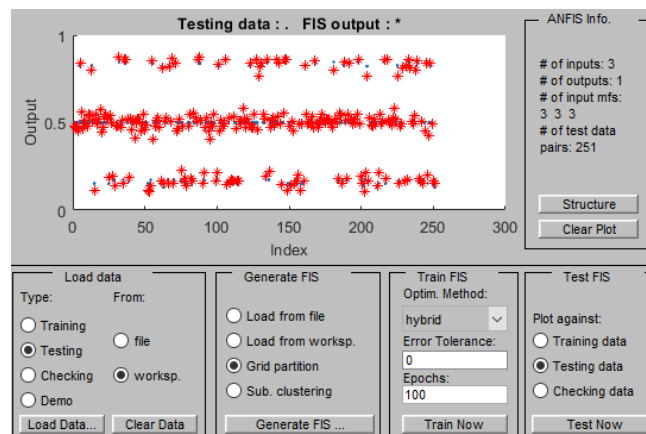 Testing data : .   FIS output : *
1
0.5
0
Output
0
50
100
150
200
250
300
Index
ANFIS Info.
# of inputs: 3
# of outputs: 1
# of input mfs:
3 3 3
# of test data
pairs: 251
Structure
Clear Plot
Load data
Type:
From:
Training
Testing
Checking
Demo
file
worksp.
Load Data...
Clear Data
Generate FIS
Load from file
Load from worksp.
Grid partition
Sub. clustering
Generate FIS ...
Train FIS
Optim. Method:
hybrid
Error Tolerance:
0
Epochs:
100
Train Now
Test FIS
Plot against:
Training data
Testing data
Checking data
Test Now